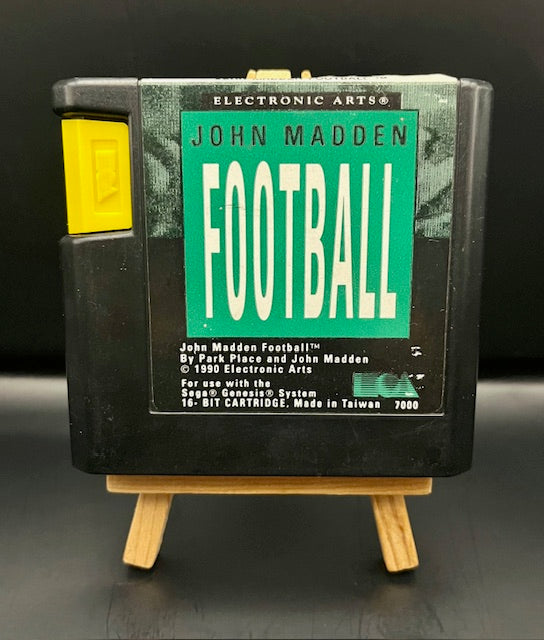 ELECTRONIC ARTS®
JOHN MADDEN
FOOTBALL
John Madden Football™
By Park Place and John Madden
© 1990 Electronic Arts
For use with the
Sega® Genesis® System
16- BIT CARTRIDGE, Made in Taiwan 7000